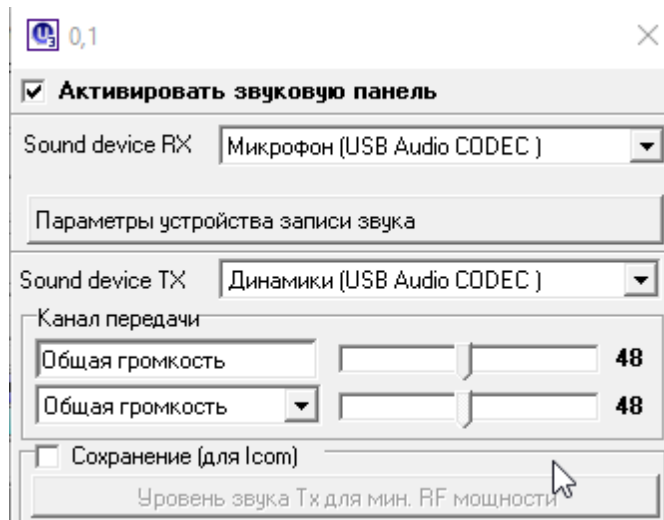 0,1
Активировать звуковую панель
Sound device RX Микрофон (USB Audio CODEC )
Параметры устройства записи звука
Sound device TX Динамики (USB Audio CODEC )
Канал передачи
Общая громкость 48
Общая громкость 48
Сохранение (для Icom)
Уровень звука Tx для мин. RF мощности